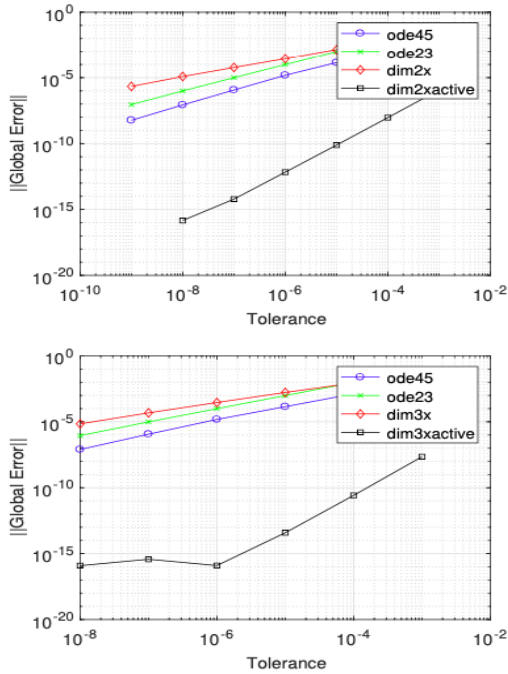 10^0
10^-5
10^-10
10^-15
10^-20
||Global Error||
ode45
ode23
dim2x
dim2xactive
10^-10
10^-8
10^-6
10^-4
10^-2
Tolerance
10^0
10^-5
10^-10
10^-15
10^-20
||Global Error||
ode45
ode23
dim3x
dim3xactive
10^-8
10^-6
10^-4
10^-2
Tolerance